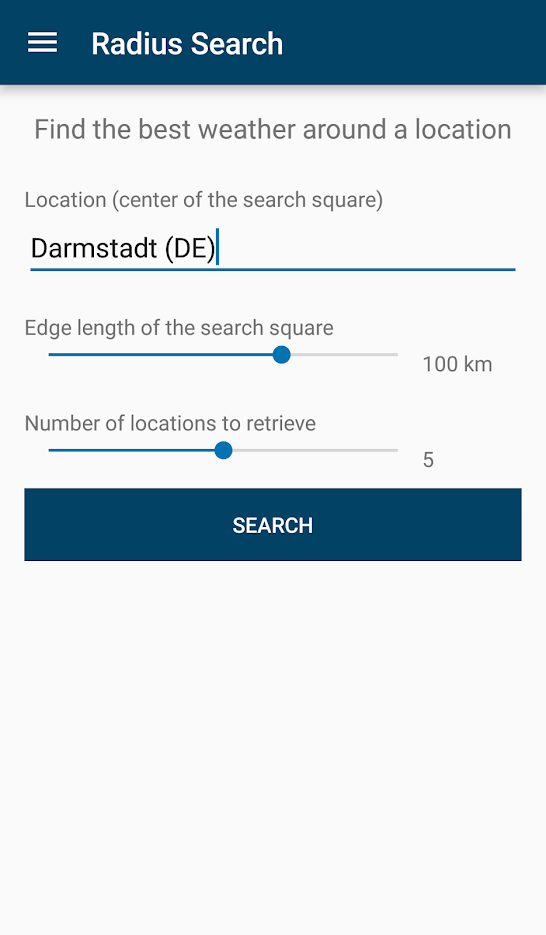 Radius Search
Find the best weather around a location
Location (center of the search square)
Darmstadt (DE)
Edge length of the search square
100 km
Number of locations to retrieve
5
SEARCH